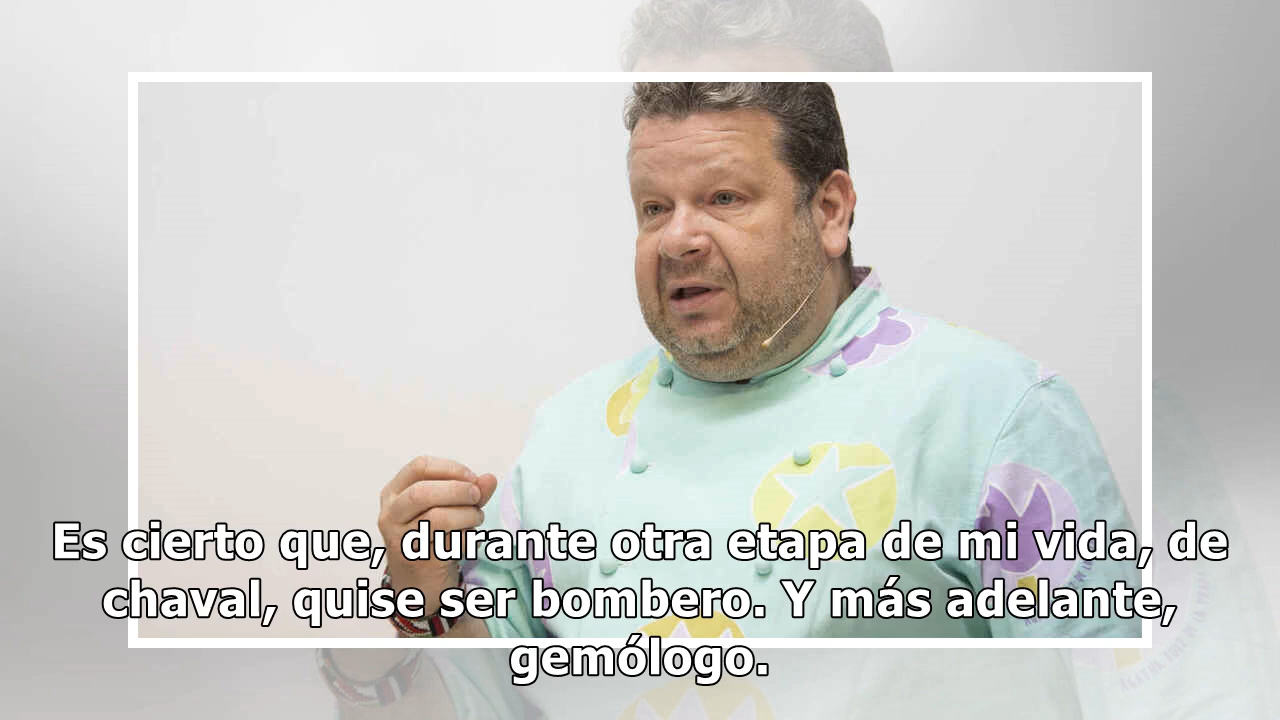 Es cierto que, durante otra etapa de mi vida, de
chaval, quise ser bombero. Y más adelante,
gemólogo.